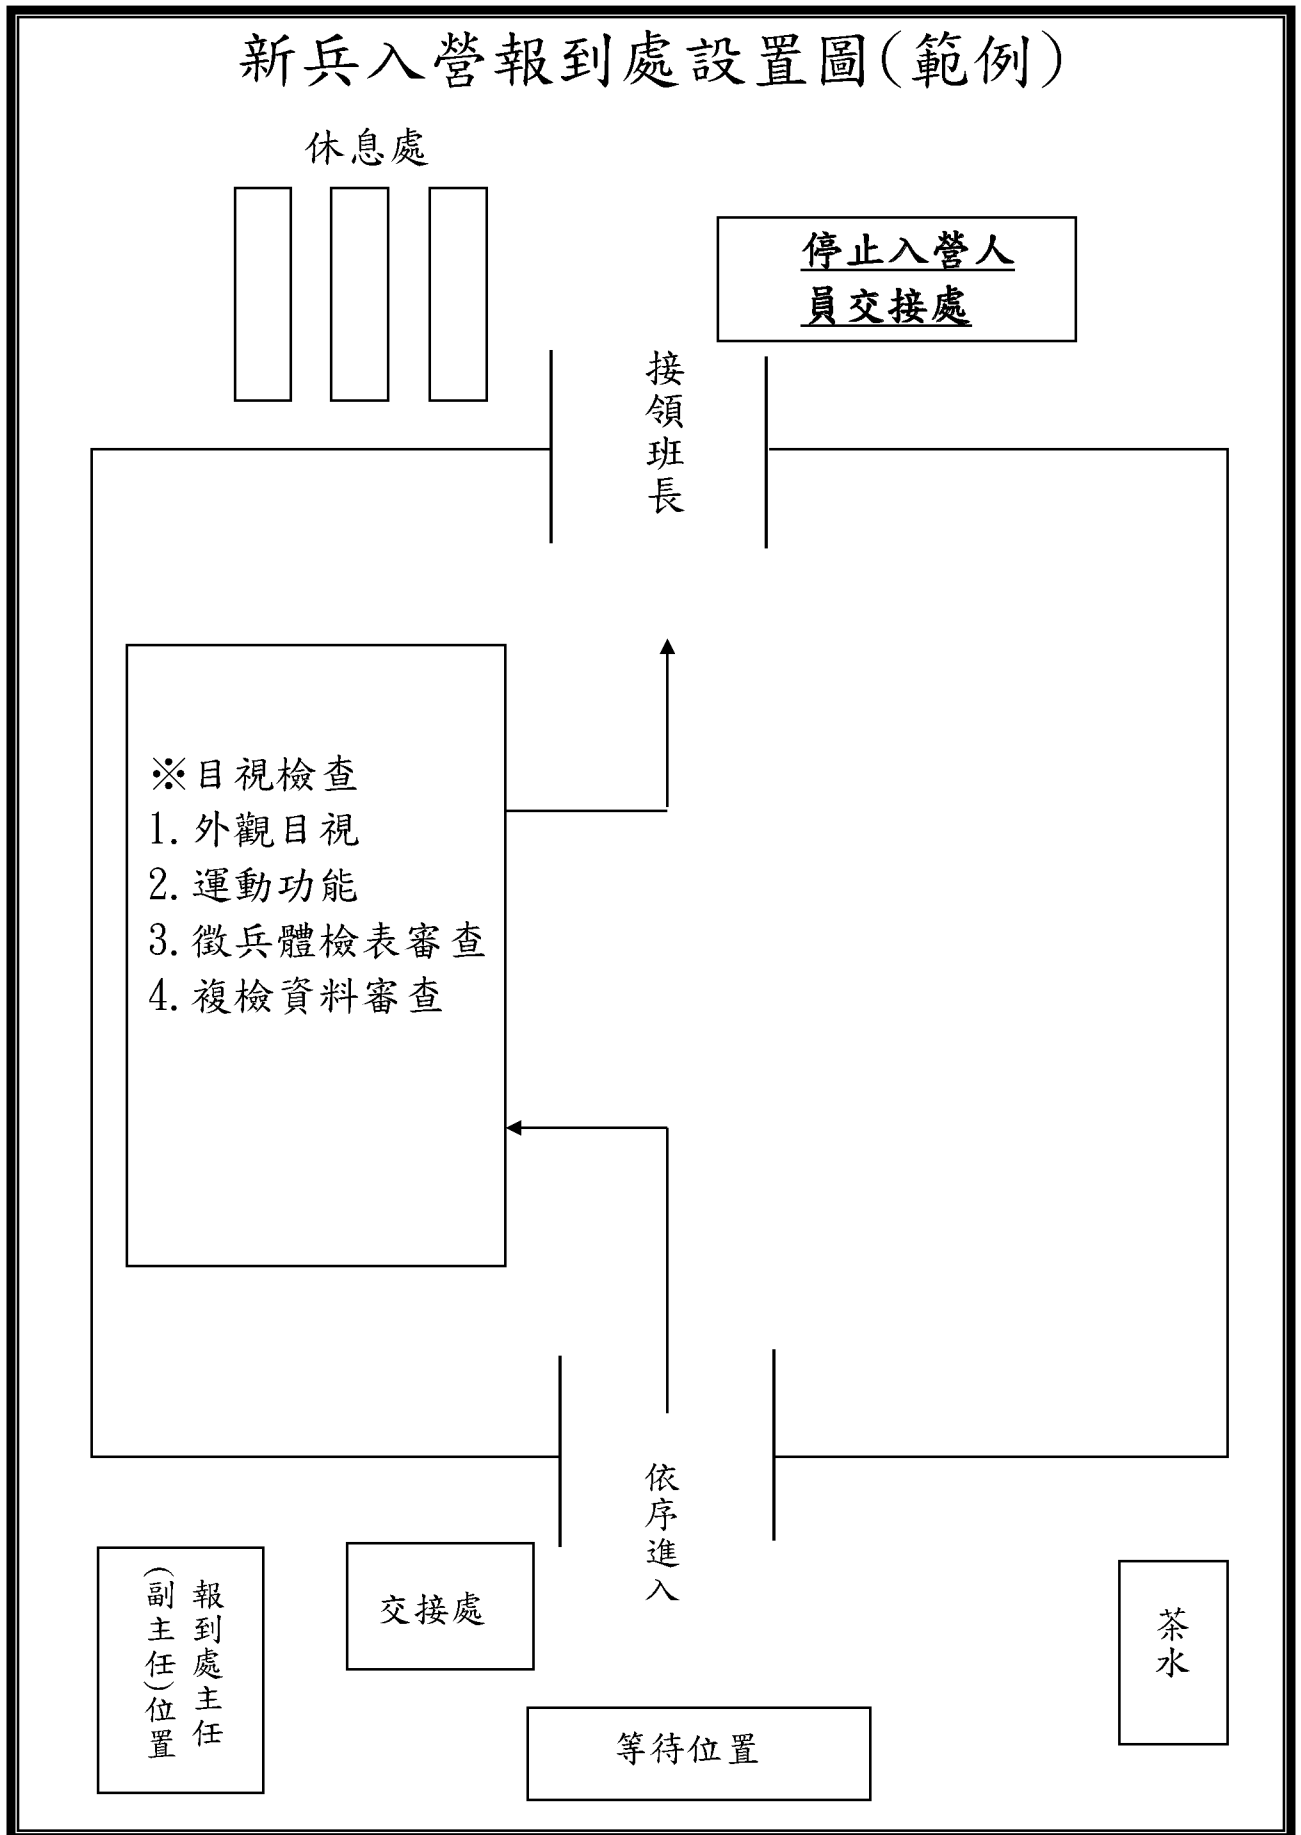 新兵入營報到處設置圖(範例)
休息處
停止入營人
員交接處
接領班長
※目視檢查
1.外觀目視
2.運動功能
3.徵兵體檢表審查
4.複檢資料審查
依序進入
報到處主任
(副主任)位置
交接處
等待位置
茶水